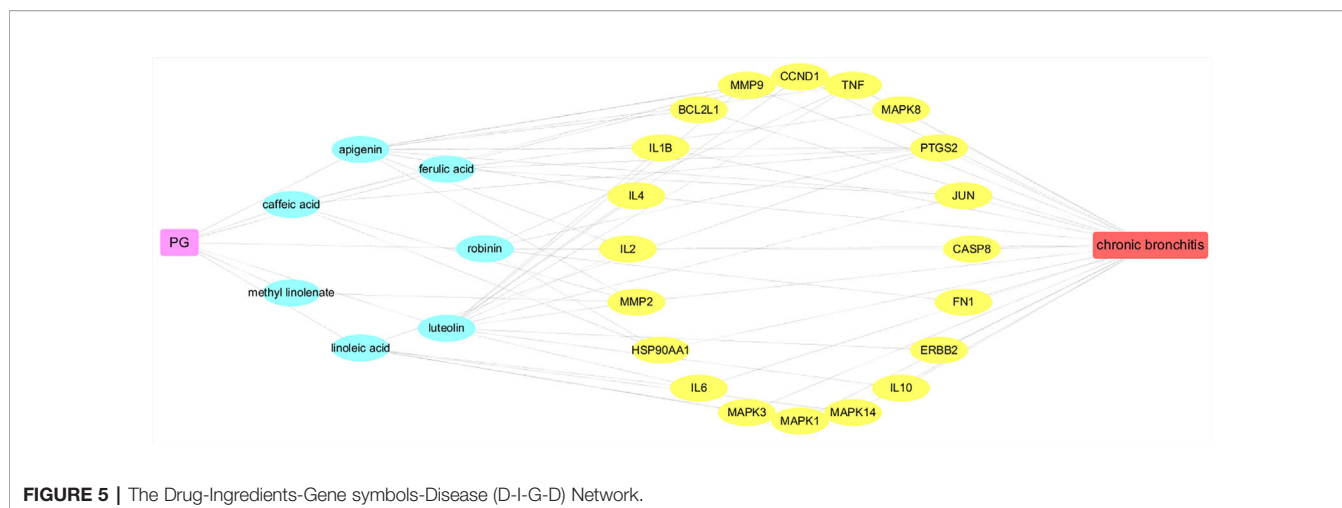 CCND1
MMP9
TNF
BCL2L1
MAPK8
apigenin
IL1B
PTGS2
ferulic acid
caffeic acid
IL4
JUN
PG
robinin
IL2
CASP8
chronic bronchitis
methyl linolenate
MMP2
FN1
luteolin
linoleic acid
HSP90AA1
ERBB2
IL6
IL10
MAPK3
MAPK1
MAPK14
FIGURE 5 | The Drug-Ingredients-Gene symbols-Disease (D-I-G-D) Network.